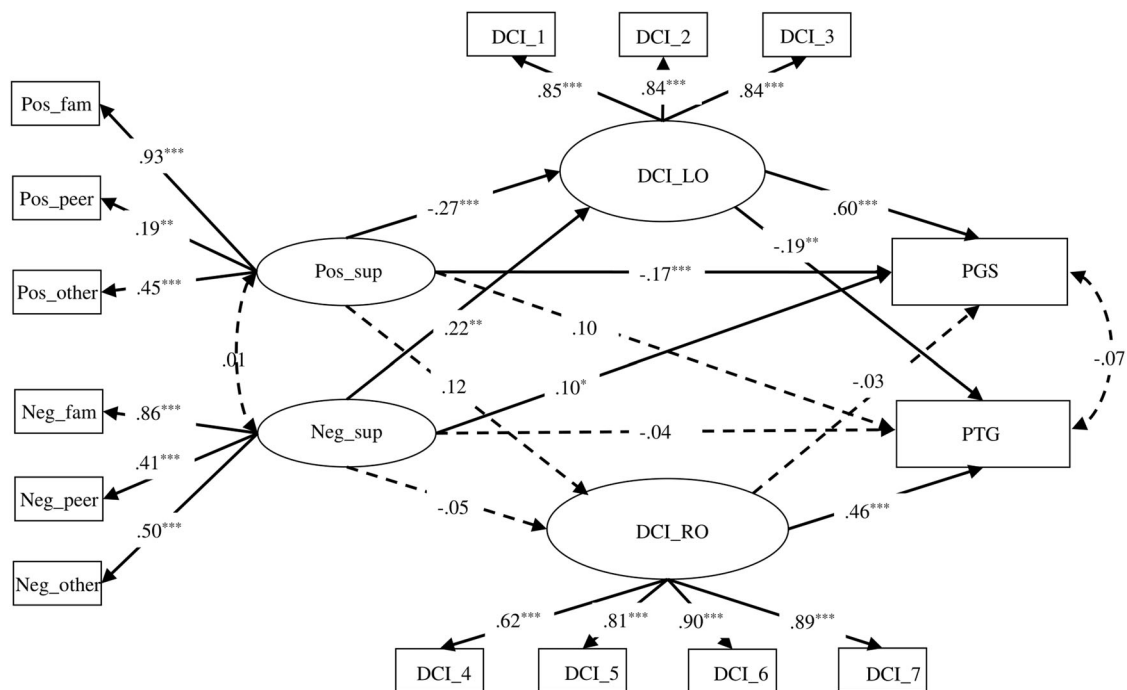 DCI_1
DCI_2
DCI_3
.85***
.84***
.84***
Pos_fam
.93***
Pos_peer
.19**
Pos_other
.45***
DCI_LO
-.27***
.60***
-.19**
Pos_sup
-.17***
PGS
.22**
.10
.01
-.07
.12
.10*
-.03
Neg_fam
.86***
Neg_sup
-.04
PTG
.41***
Neg_peer
-.05
.46***
.50***
DCI_RO
Neg_other
.62***
.81***
.90***
.89***
DCI_4
DCI_5
DCI_6
DCI_7